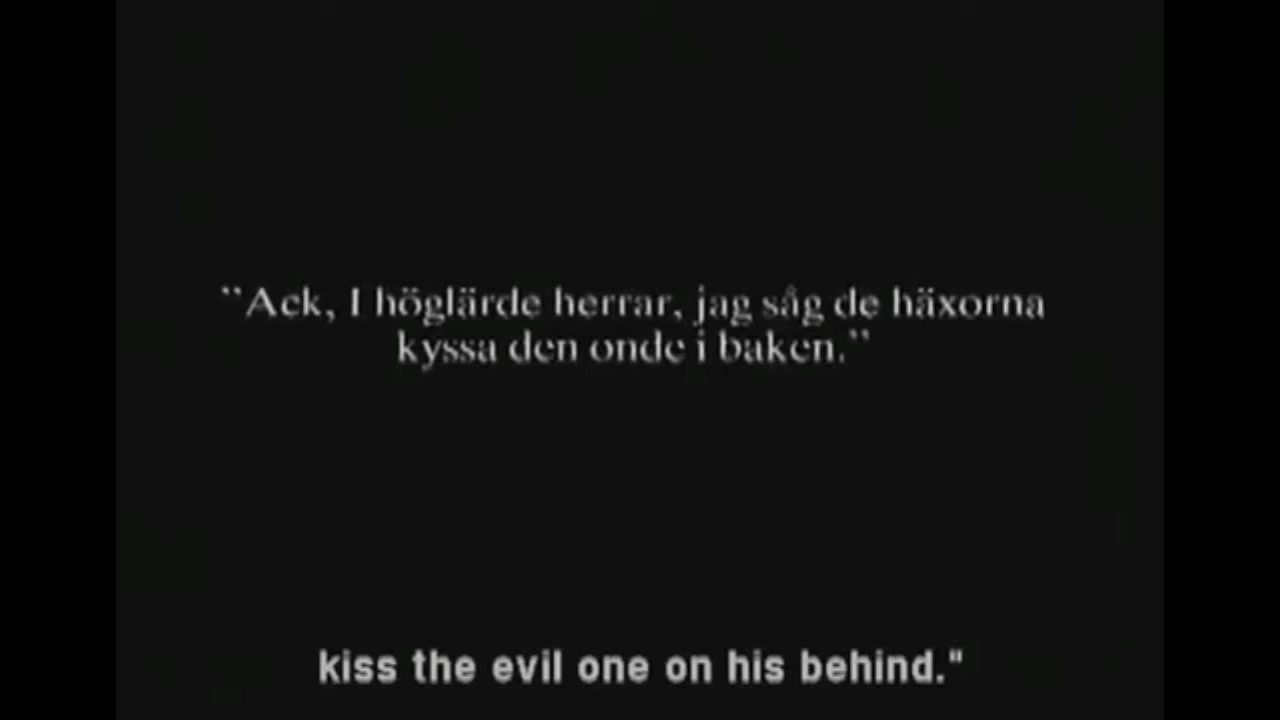 ”Ack, I höglärde herrar, jag såg de häxorna
kyssa den onde i baken.”
kiss the evil one on his behind."